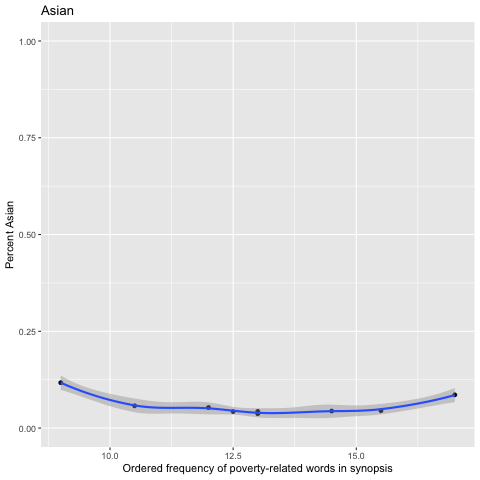 Asian
1.00
0.75
0.50
0.25
0.00
Percent Asian
10.0 12.5 15.0
Ordered frequency of poverty-related words in synopsis